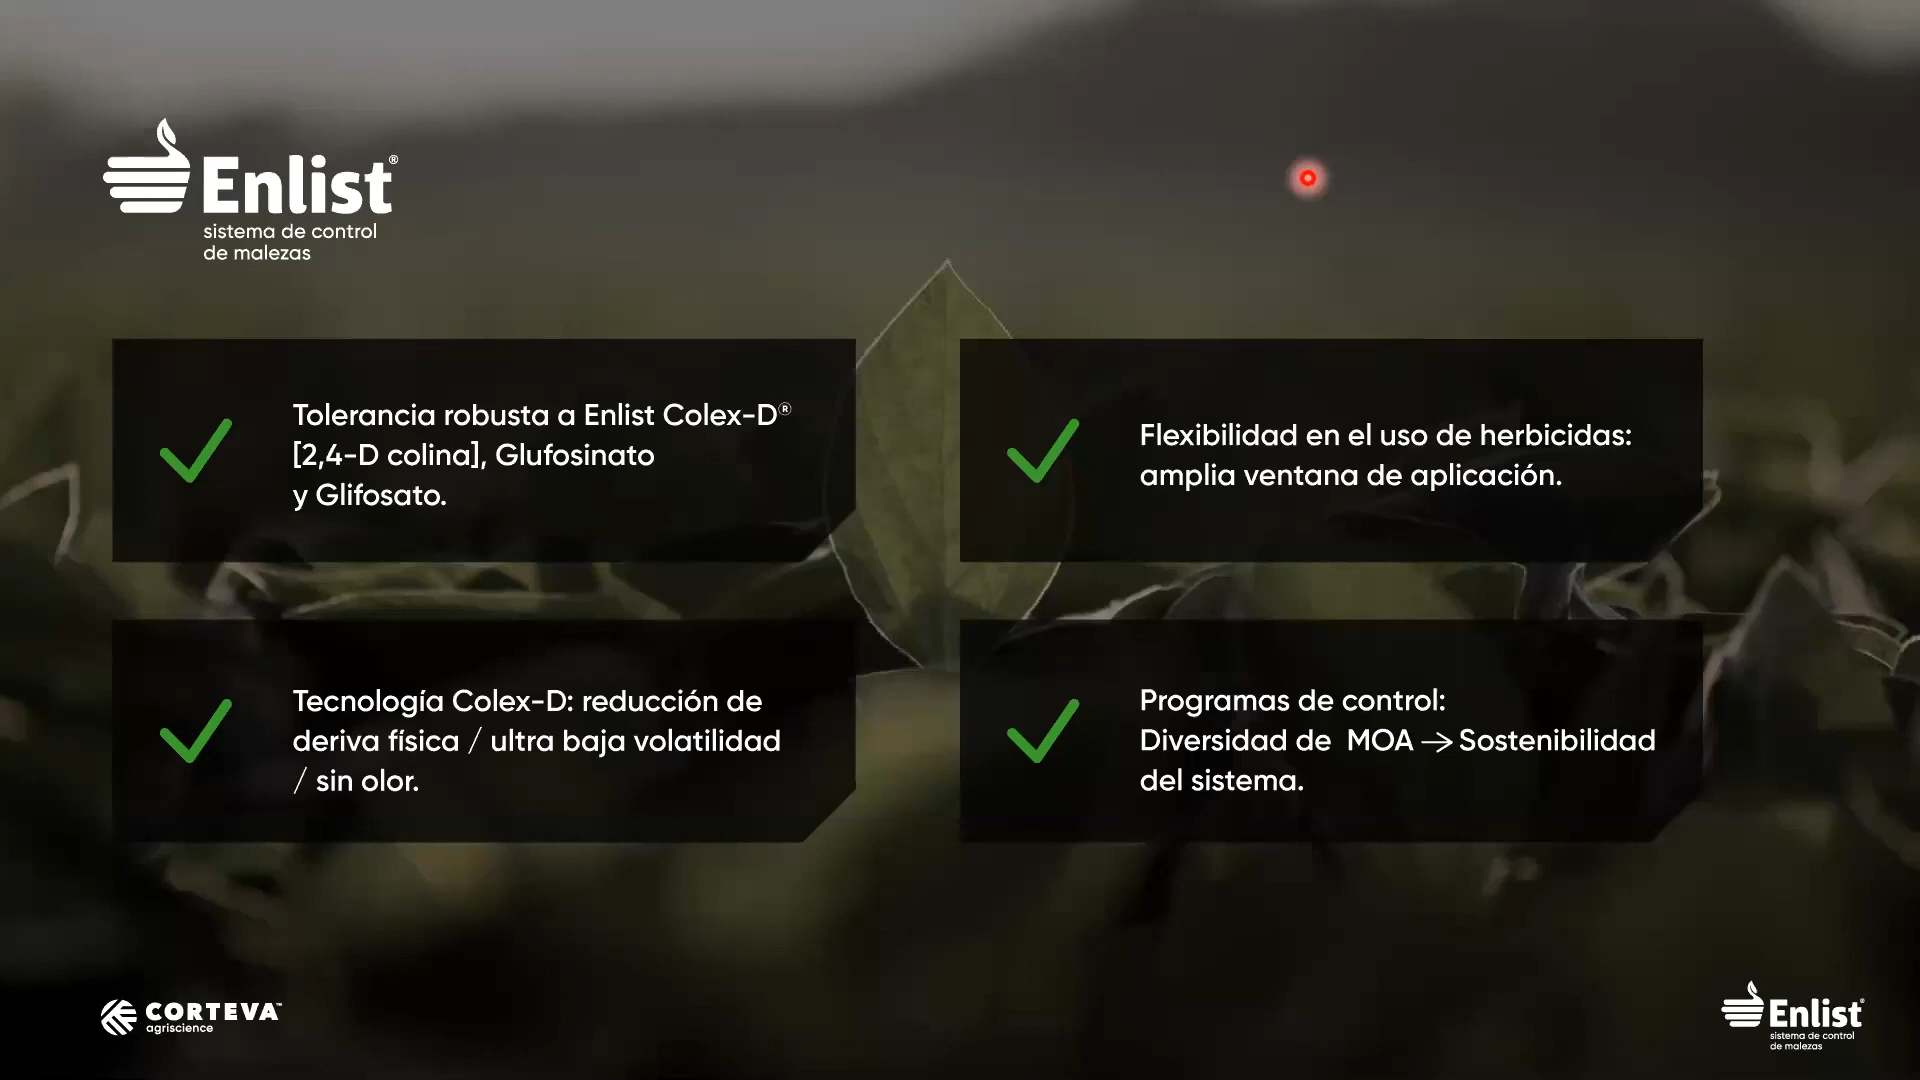 Enlist®
sistema de control
de malezas
Tolerancia robusta a Enlist Colex-D®
[2,4-D colina], Glufosinato
y Glifosato.
Flexibilidad en el uso de herbicidas:
amplia ventana de aplicación.
Tecnología Colex-D: reducción de
deriva física / ultra baja volatilidad
/ sin olor.
Programas de control:
Diversidad de MOA → Sostenibilidad
del sistema.
CORTEVA™
agriscience
Enlist®
sistema de control
de malezas